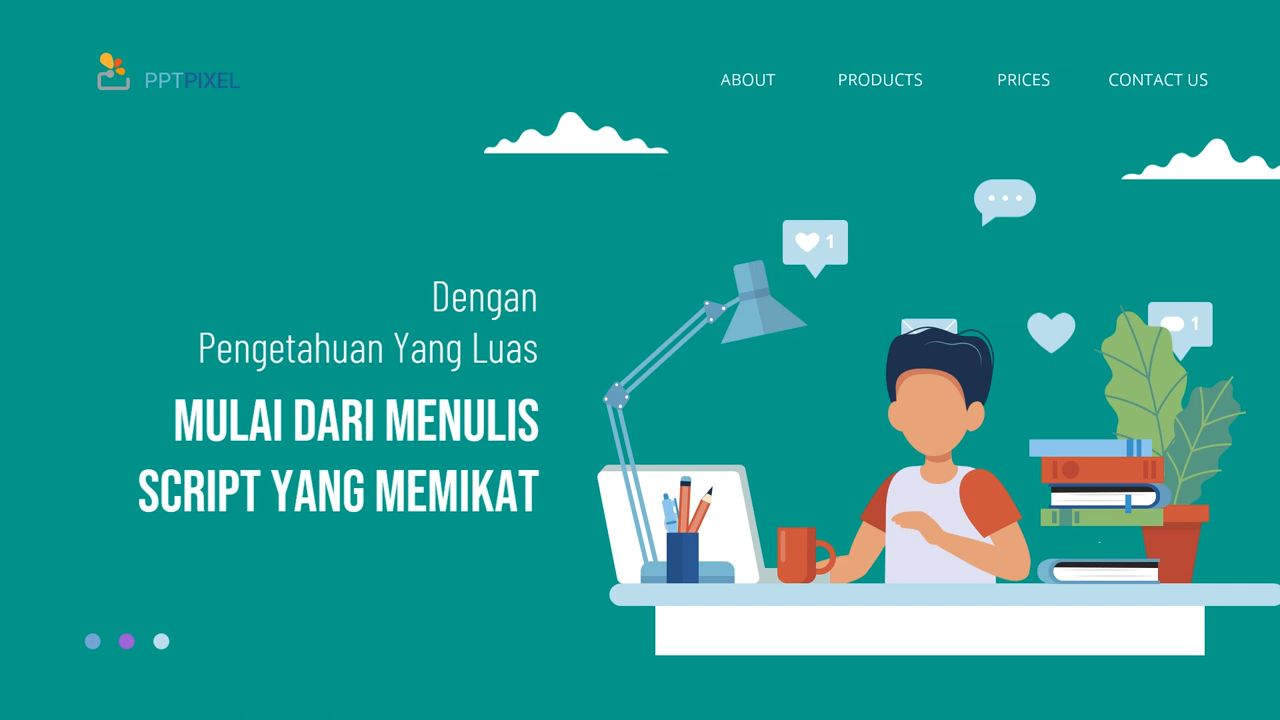 PPTPIXEL
ABOUT PRODUCTS PRICES CONTACT US
1
1
Dengan
Pengetahuan Yang Luas
MULAI DARI MENULIS
SCRIPT YANG MEMIKAT